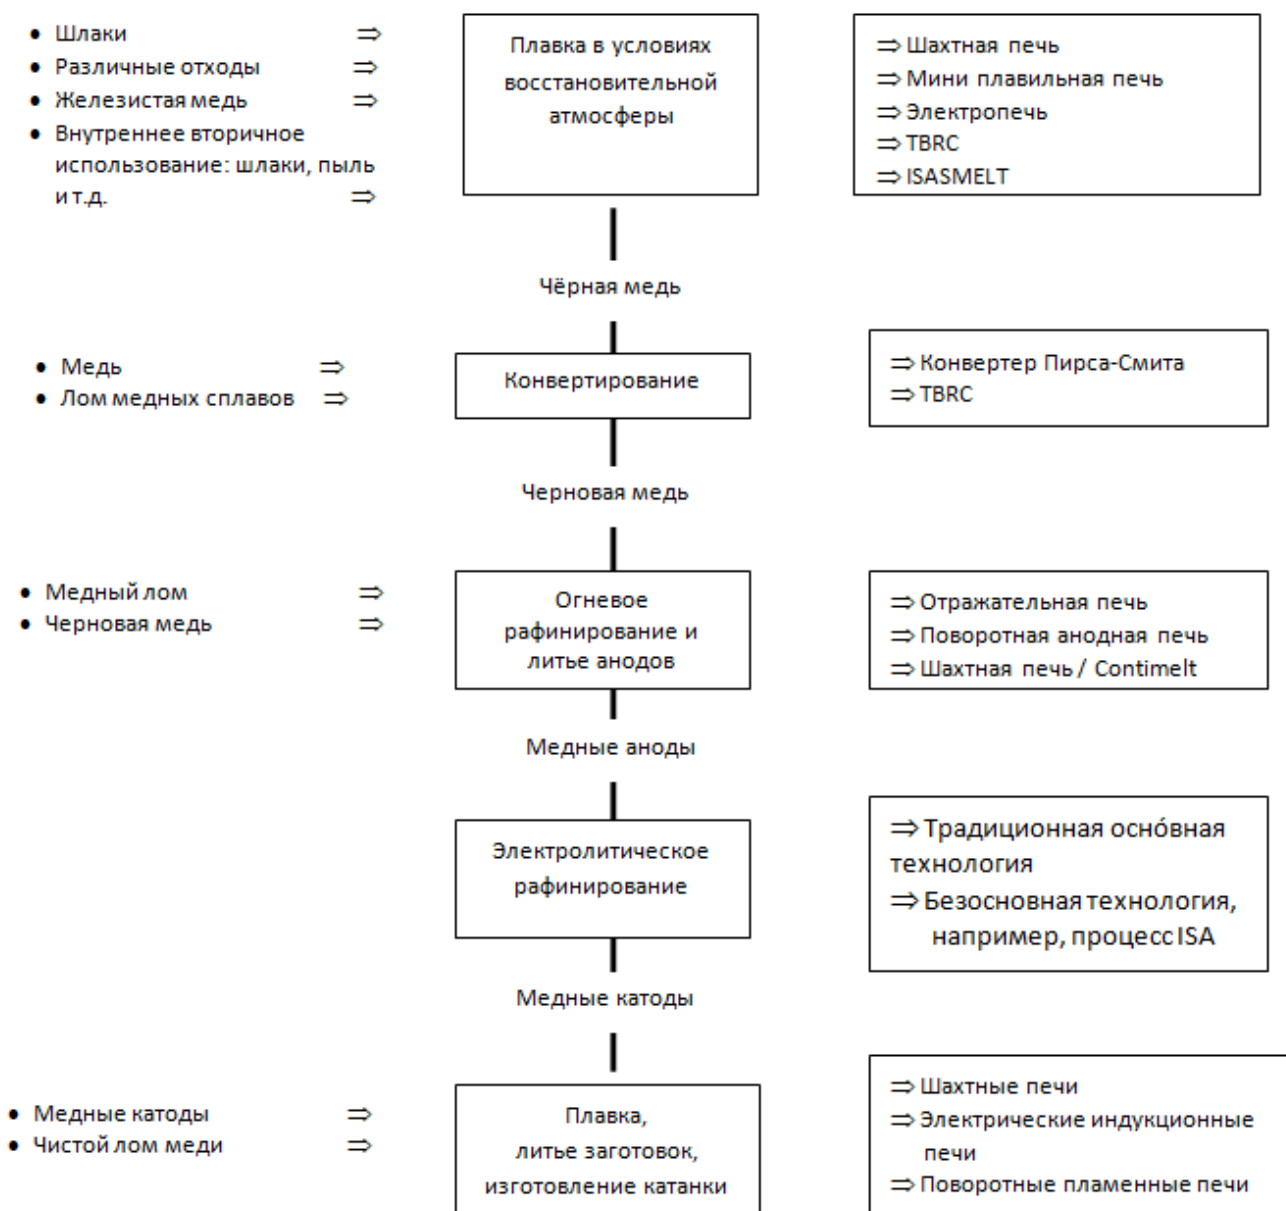 • Шлаки ⇒
• Различные отходы ⇒
• Железистая медь ⇒
• Внутреннее вторичное
использование: шлаки, пыль
и т.д. ⇒
Плавка в условиях
восстановительной
атмосферы
⇒ Шахтная печь
⇒ Мини плавильная печь
⇒ Электропечь
⇒ TBRC
⇒ ISASMELT
Чёрная медь
• Медь ⇒
• Лом медных сплавов ⇒
Конвертирование
⇒ Конвертер Пирса-Смита
⇒ TBRC
Черновая медь
• Медный лом ⇒
• Черновая медь ⇒
Огневое
рафинирование и
литье анодов
⇒ Отражательная печь
⇒ Поворотная анодная печь
⇒ Шахтная печь / Contimelt
Медные аноды
Электролитическое
рафинирование
⇒ Традиционная осно́вная
технология
⇒ Безосновная технология,
например, процесс ISA
Медные катоды
• Медные катоды ⇒
• Чистой лом меди ⇒
Плавка,
литье заготовок,
изготовление катанки
⇒ Шахтные печи
⇒ Электрические индукционные
печи
⇒ Поворотные пламенные печи